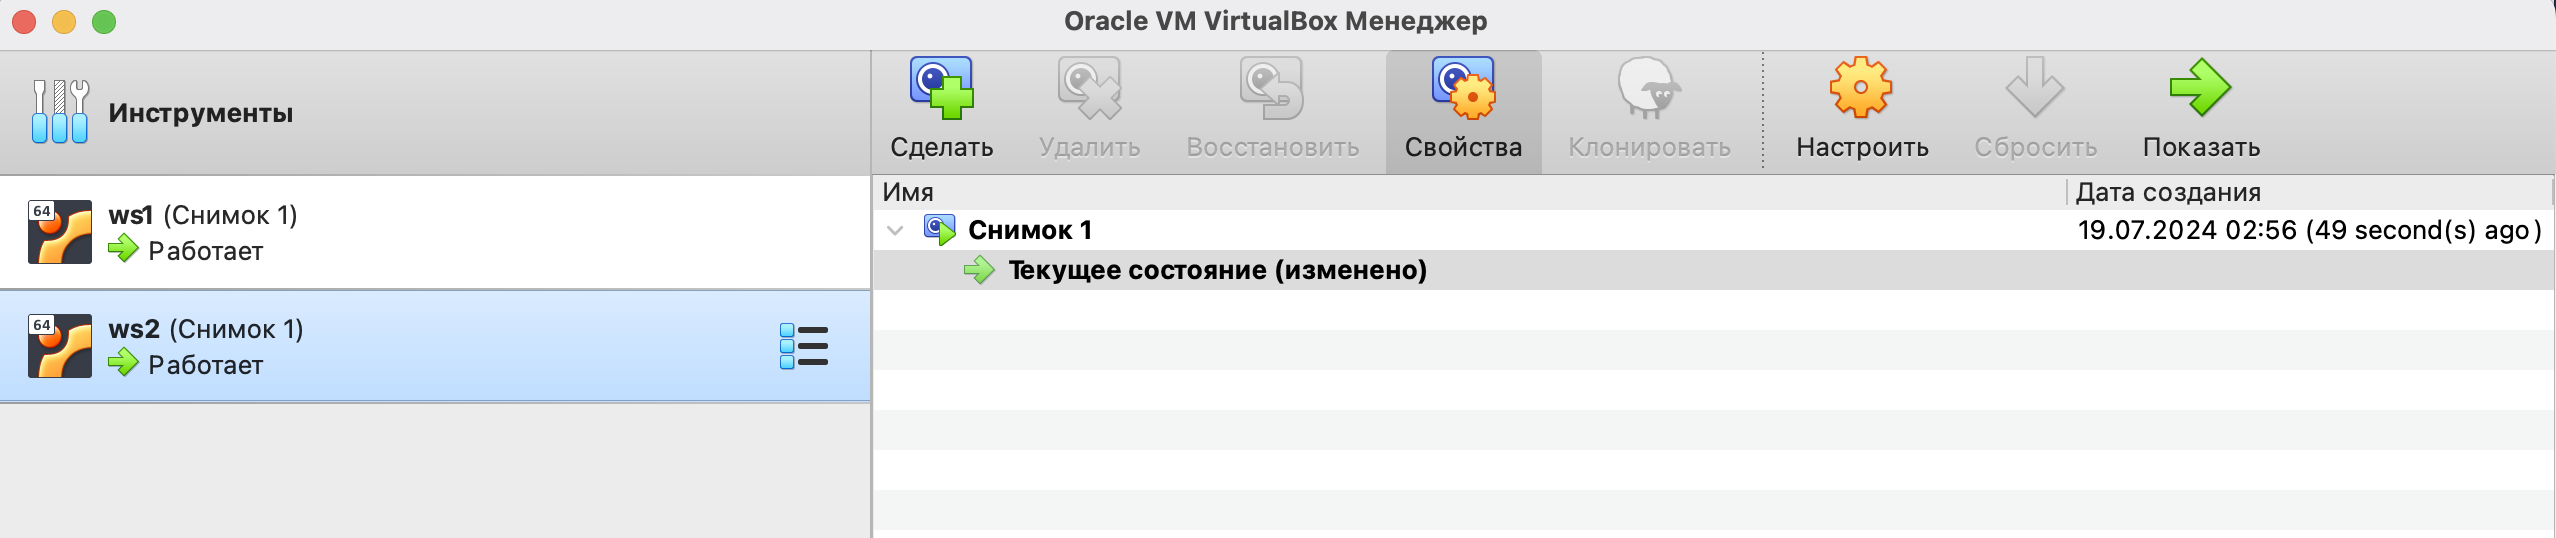 Oracle VM VirtualBox Менеджер
Инструменты
Сделать Удалить Восстановить Свойства Клонировать Настроить Сбросить Показать
64
ws1 (Снимок 1)
Работает
64
ws2 (Снимок 1)
Работает
Имя Дата создания
Снимок 1 19.07.2024 02:56 (49 second(s) ago)
Текущее состояние (изменено)